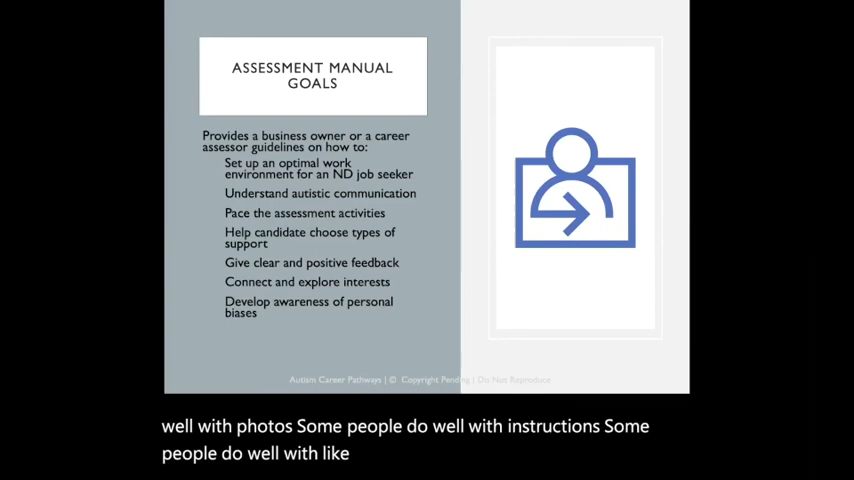 ASSESSMENT MANUAL
GOALS
Provides a business owner or a career
assessor guidelines on how to:
Set up an optimal work
environment for an ND job seeker
Understand autistic communication
Pace the assessment activities
Help candidate choose types of
support
Give clear and positive feedback
Connect and explore interests
Develop awareness of personal
biases
Autism Career Pathways | © Copyright Pending | Do Not Reproduce
well with photos Some people do well with instructions Some
people do well with like